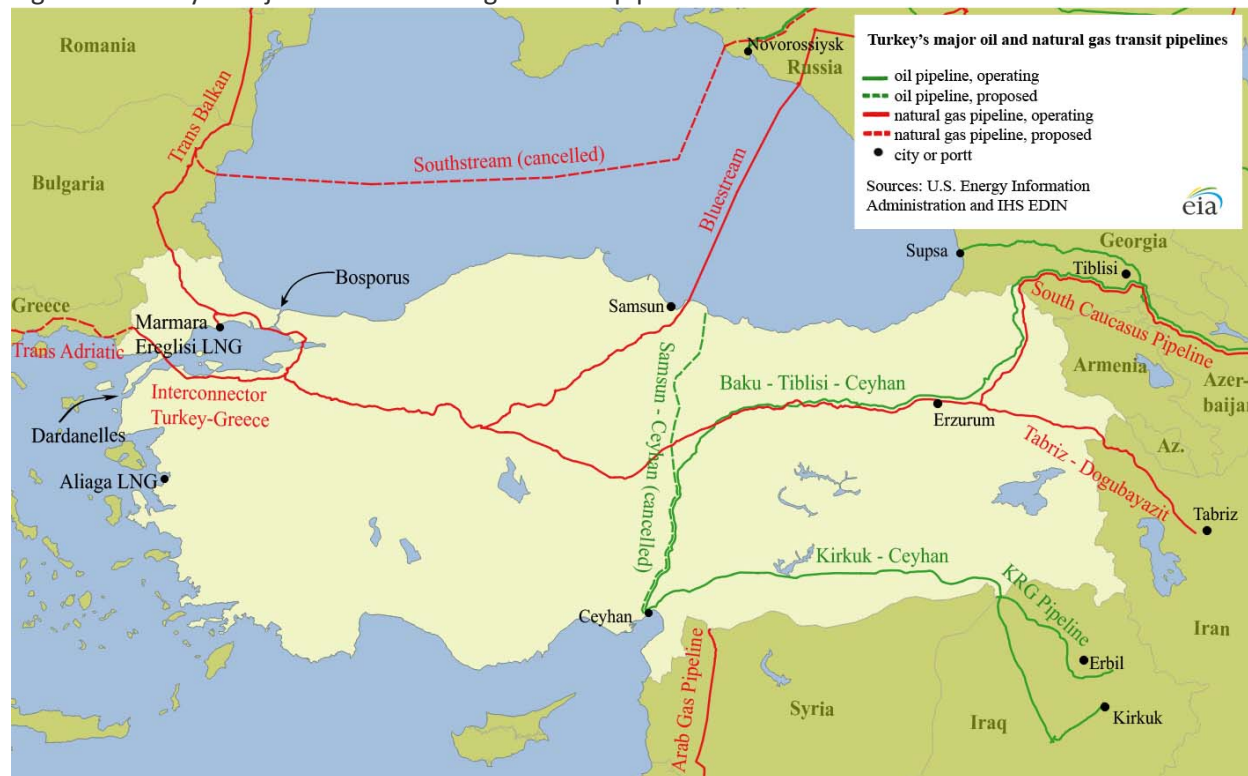 Romania
Novorossiysk
Russia
Turkey's major oil and natural gas transit pipelines
oil pipeline, operating
oil pipeline, proposed
natural gas pipeline, operating
natural gas pipeline, proposed
city or portt
Sources: U.S. Energy Information
Administration and IHS EDIN
eia
Trans Balkan
Southstream (cancelled)
Bluestream
Bulgaria
Supsa
Georgia
Tiblisi
Bosporus
Samsun
South Caucasus Pipeline
Greece
Marmara
Ereglisi LNG
Trans Adriatic
Armenia
Azer-
baijan
Samsun - Ceyhan (cancelled)
Baku - Tiblisi - Ceyhan
Interconnector
Turkey-Greece
Erzurum
Dardanelles
Az.
Tabriz - Dogubayazit
Aliaga LNG
Tabriz
Kirkuk - Ceyhan
KRG Pipeline
Ceyhan
Iran
Erbil
Arab Gas Pipeline
Syria
Iraq
Kirkuk